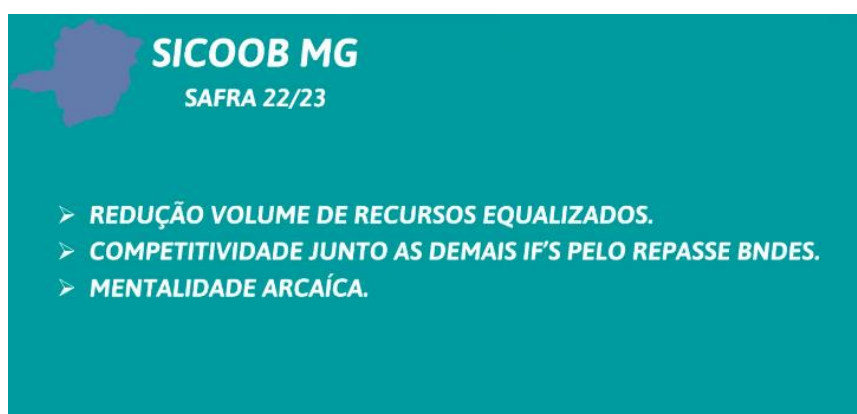 SICOOB MG
SAFRA 22/23
➢ REDUÇÃO VOLUME DE RECURSOS EQUALIZADOS.
➢ COMPETITIVIDADE JUNTO AS DEMAIS IF'S PELO REPASSE BNDES.
➢ MENTALIDADE ARCAÍCA.